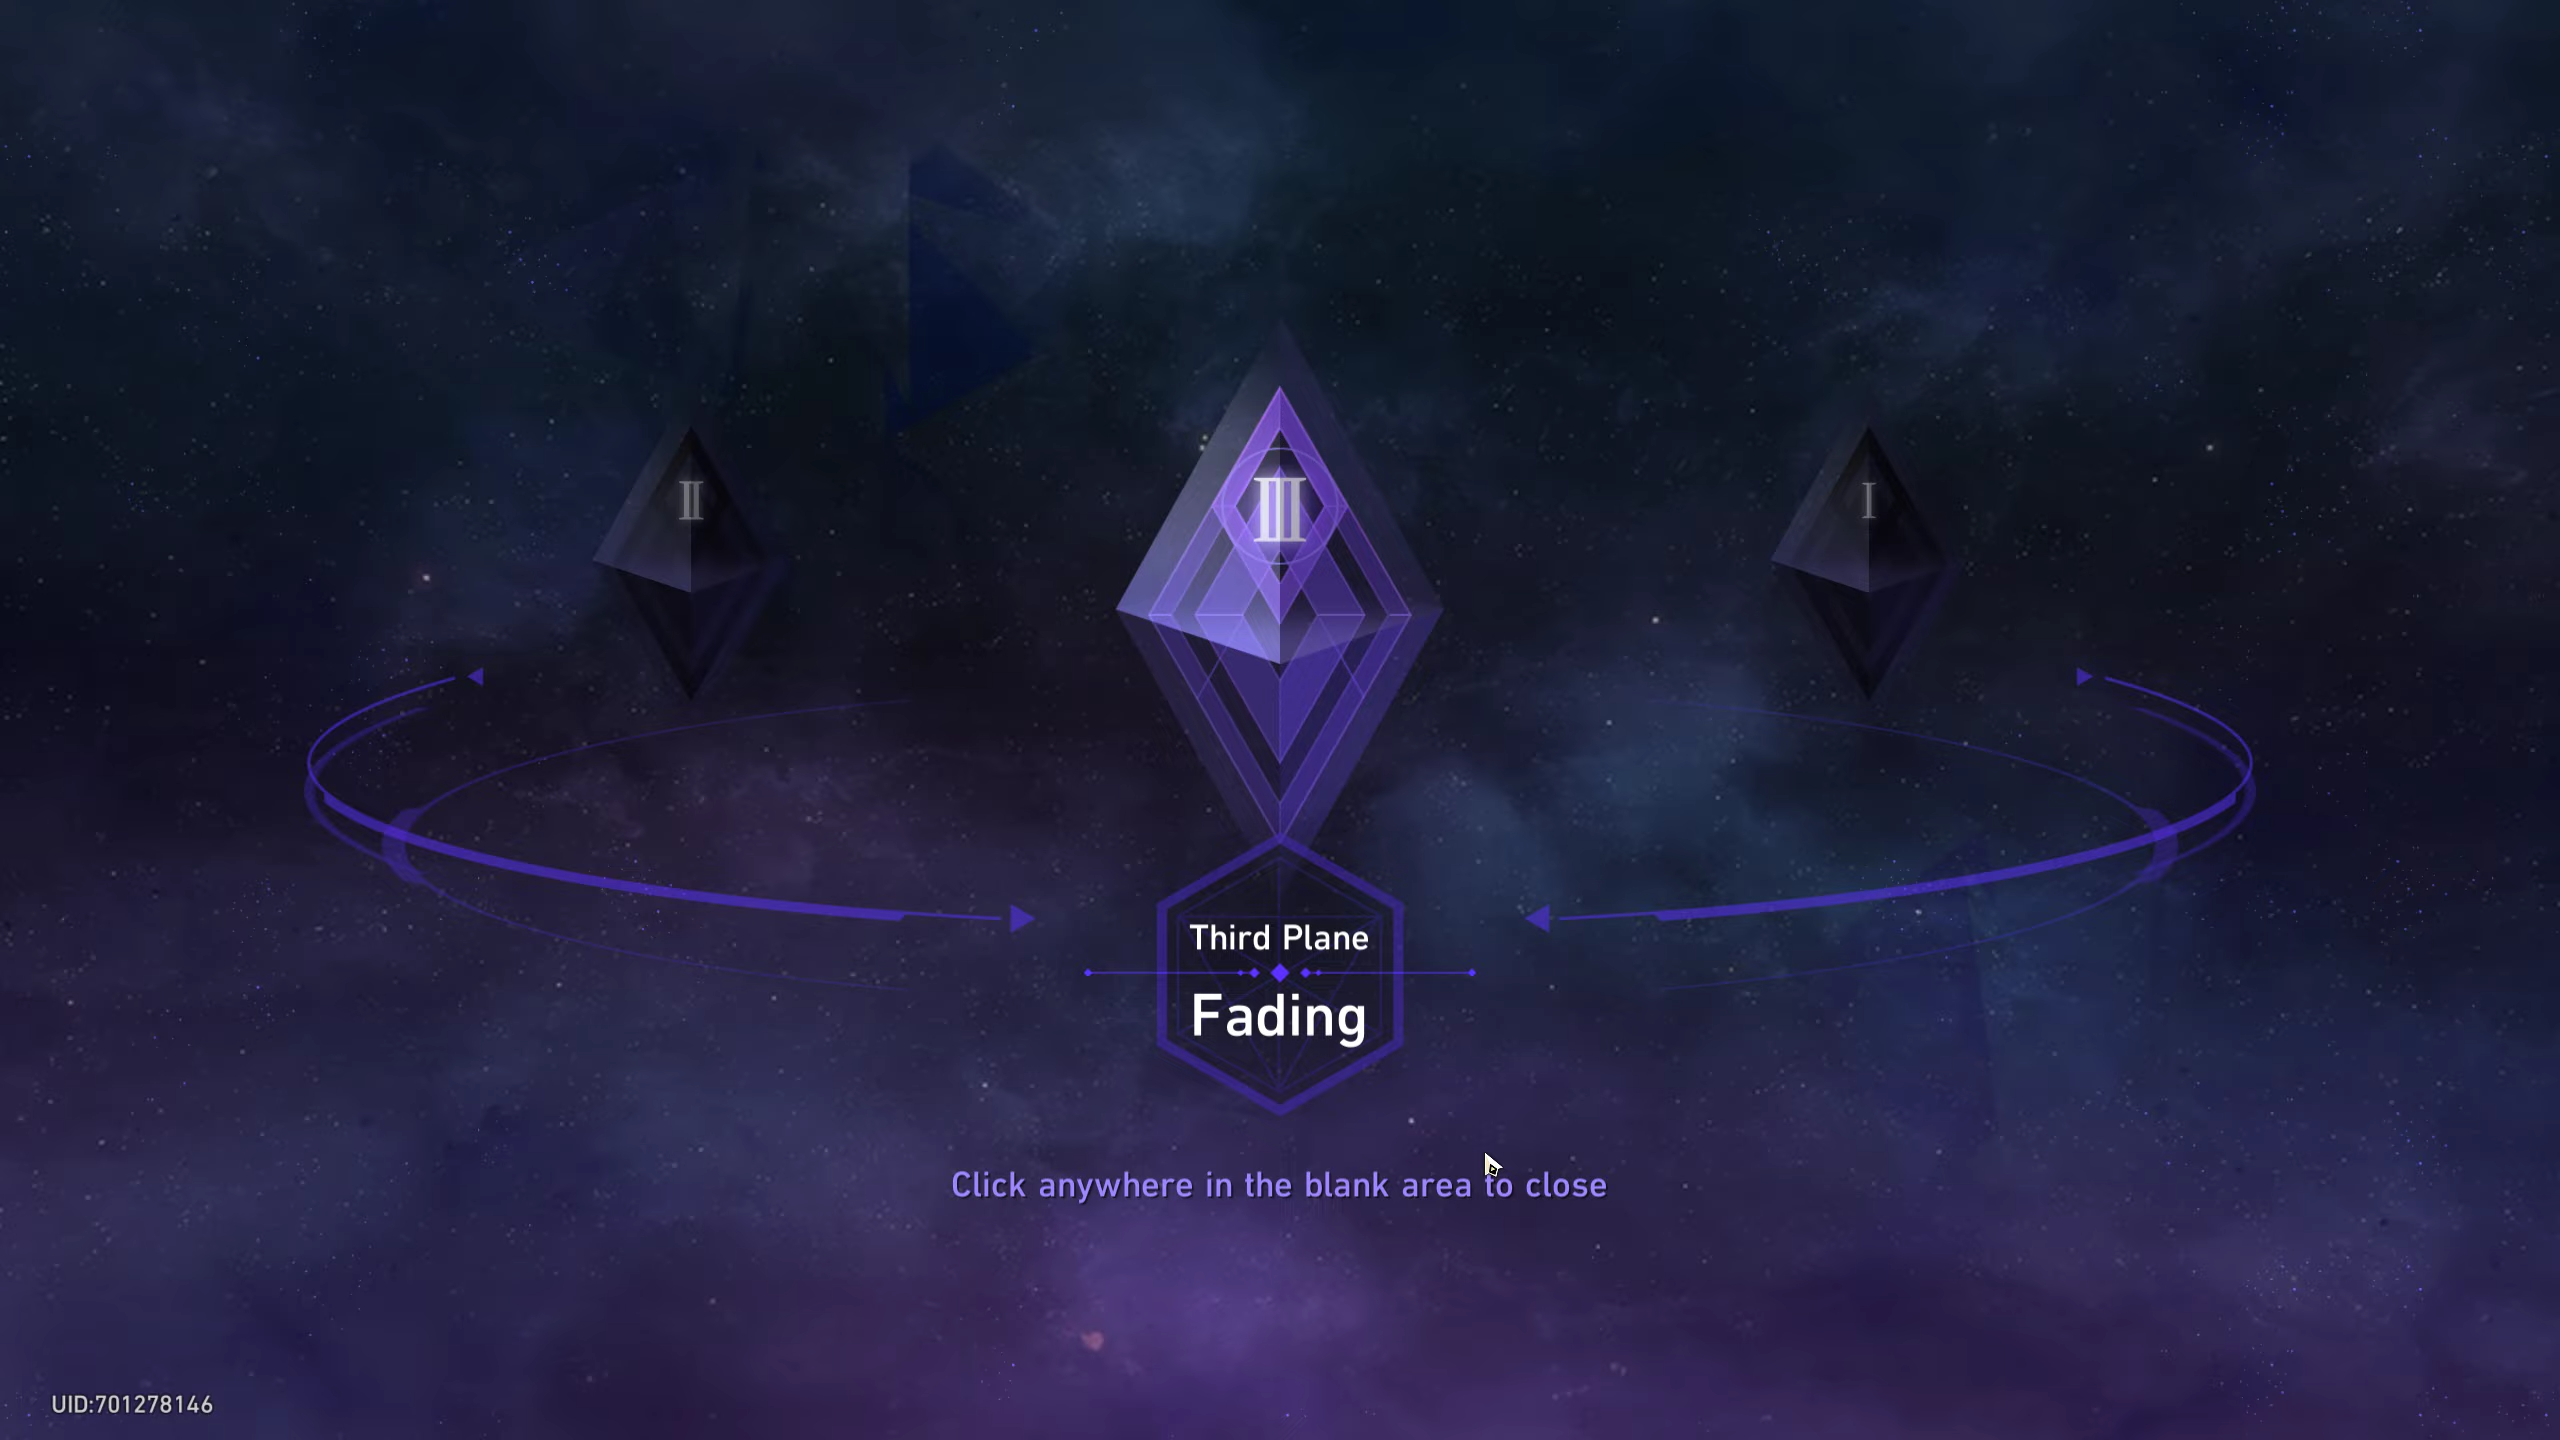 II
III
I
Third Plane
Fading
Click anywhere in the blank area to close
UID:701278146